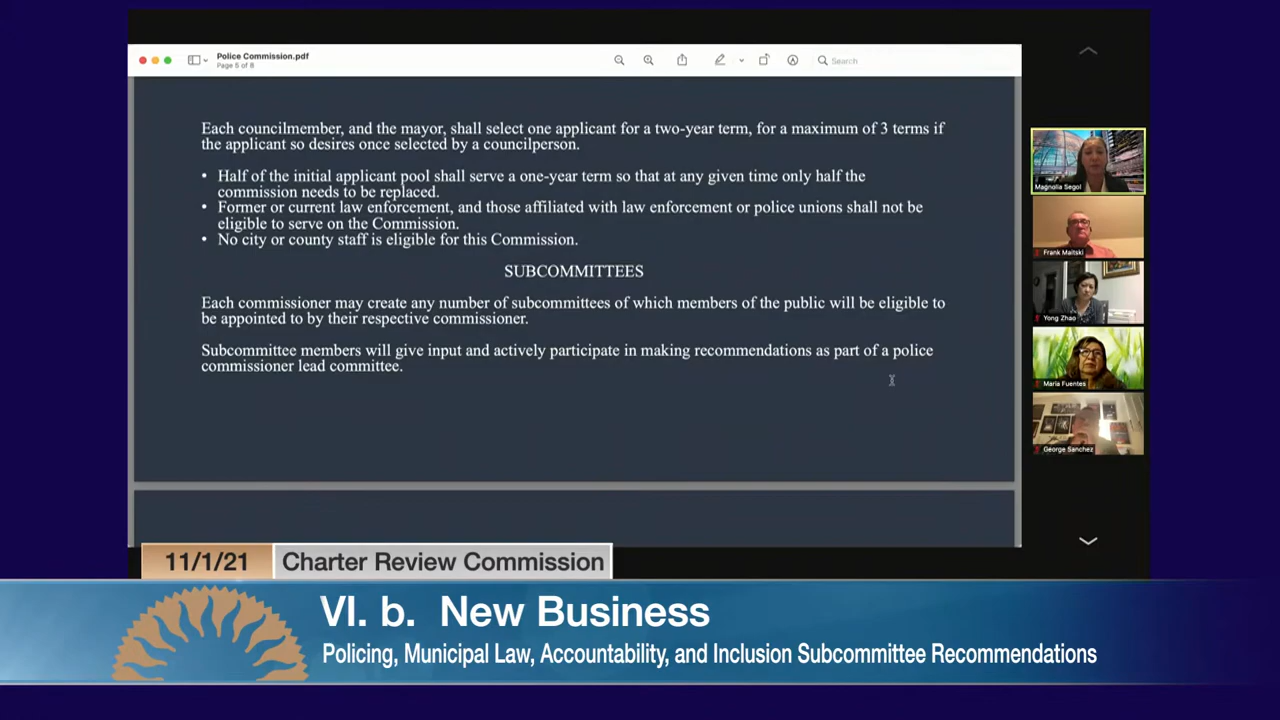 Police Commission.pdf
Page 5 of 8
Search
Each councilmember, and the mayor, shall select one applicant for a two-year term, for a maximum of 3 terms if
the applicant so desires once selected by a councilperson.
• Half of the initial applicant pool shall serve a one-year term so that at any given time only half the
commission needs to be replaced.
• Former or current law enforcement, and those affiliated with law enforcement or police unions shall not be
eligible to serve on the Commission.
• No city or county staff is eligible for this Commission.
SUBCOMMITTEES
Each commissioner may create any number of subcommittees of which members of the public will be eligible to
be appointed to by their respective commissioner.
Subcommittee members will give input and actively participate in making recommendations as part of a police
commissioner lead committee.
Magnolia Segol
Frank Maitski
Yong Zhao
Maria Fuentes
George Sanchez
11/1/21
Charter Review Commission
VI. b. New Business
Policing, Municipal Law, Accountability, and Inclusion Subcommittee Recommendations